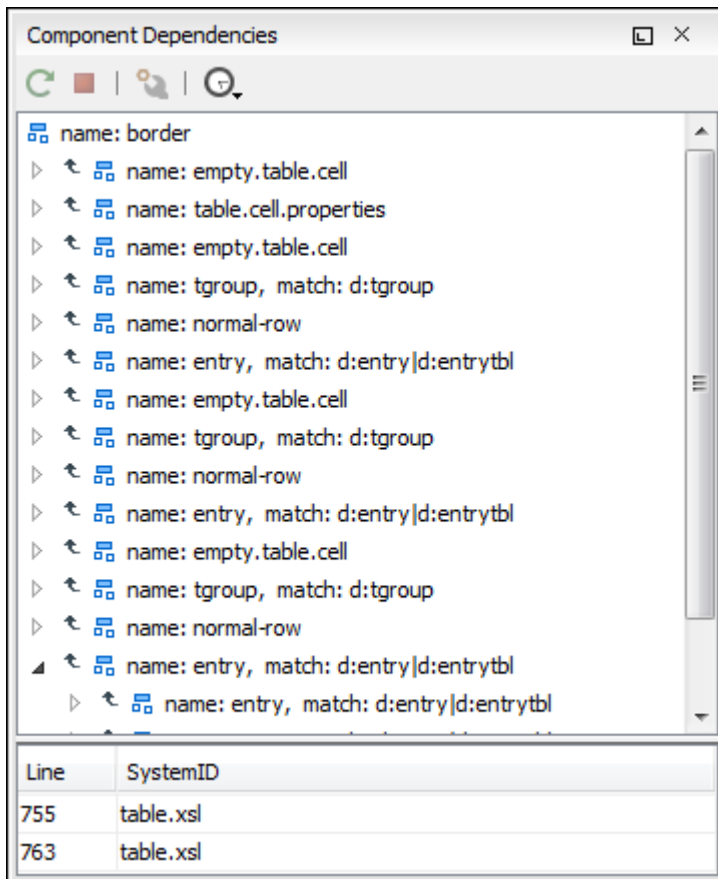 Component Dependencies
name: border
name: empty.table.cell
name: table.cell.properties
name: empty.table.cell
name: tgroup, match: d:tgroup
name: normal-row
name: entry, match: d:entry|d:entrytbl
name: empty.table.cell
name: tgroup, match: d:tgroup
name: normal-row
name: entry, match: d:entry|d:entrytbl
name: empty.table.cell
name: tgroup, match: d:tgroup
name: normal-row
name: entry, match: d:entry|d:entrytbl
name: entry, match: d:entry|d:entrytbl
Line SystemID
755 table.xsl
763 table.xsl